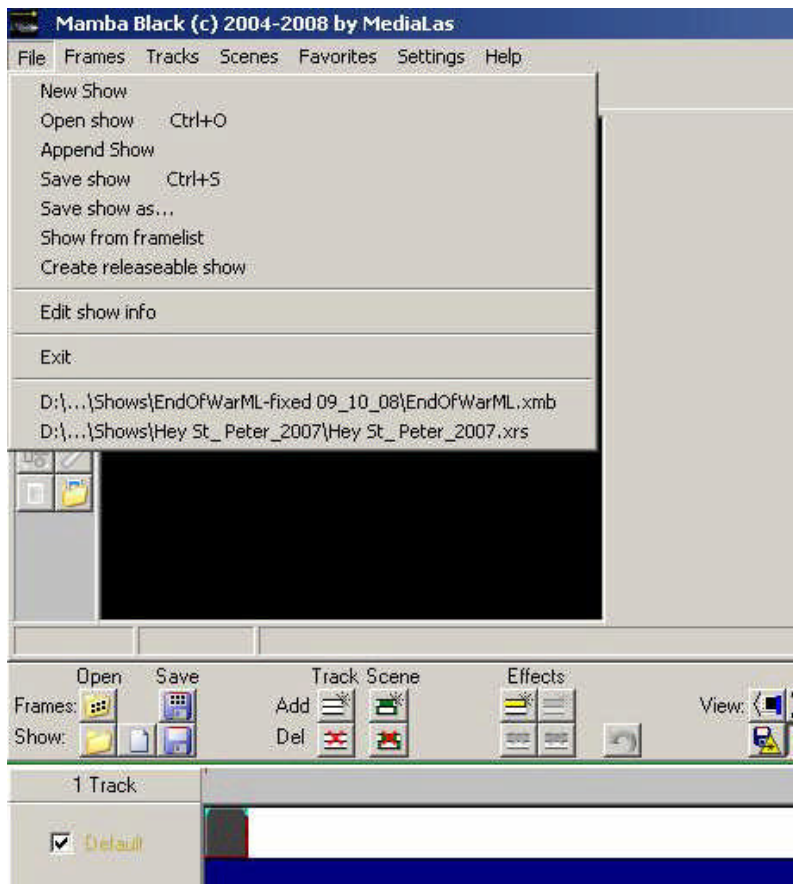 Mamba Black (c) 2004-2008 by MediaLas
File Frames Tracks Scenes Favorites Settings Help
New Show
Open show Ctrl+O
Append Show
Save show Ctrl+S
Save show as...
Show from framelist
Create releaseable show
Edit show info
Exit
D:\...\Shows\EndOfWarML-fixed 09_10_08\EndOfWarML.xmb
D:\...\Shows\Hey St_ Peter_2007\Hey St_ Peter_2007.xrs
Open Save Track Scene Effects
Frames: Add View:
Show: Del
1 Track
Default